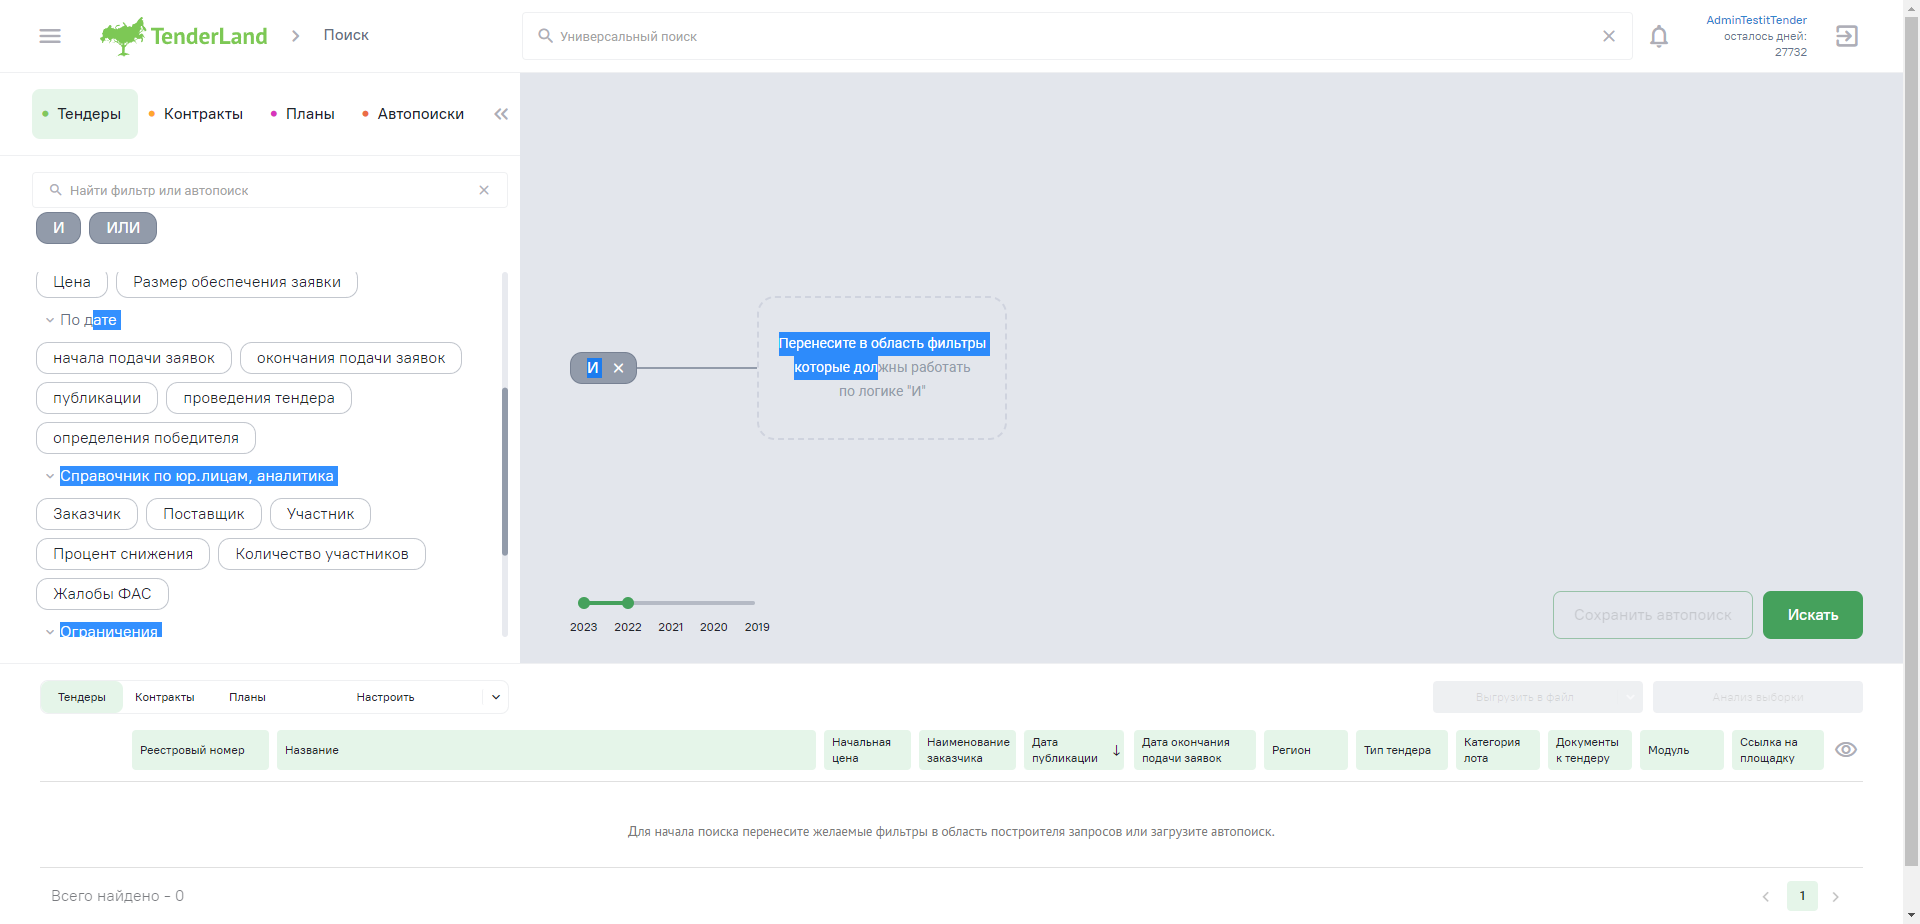 TenderLand
Поиск
Универсальный поиск
AdminTestitTender
осталось дней:
27732
Тендеры
Контракты
Планы
Автопоиски
Найти фильтр или автопоиск
И
ИЛИ
Цена
Размер обеспечения заявки
По дате
начала подачи заявок
окончания подачи заявок
публикации
проведения тендера
определения победителя
Справочник по юр.лицам, аналитика
Заказчик
Поставщик
Участник
Процент снижения
Количество участников
Жалобы ФАС
Ограничения
И
Перенесите в область фильтры
которые должны работать
по логике "И"
2023
2022
2021
2020
2019
Сохранить автопоиск
Искать
Тендеры
Контракты
Планы
Настроить
Выгрузить в файл
Анализ выборки
Реестровый номер
Название
Начальная
цена
Наименование
заказчика
Дата
публикации
Дата окончания
подачи заявок
Регион
Тип тендера
Категория
лота
Документы
к тендеру
Модуль
Ссылка на
площадку
Для начала поиска перенесите желаемые фильтры в область построителя запросов или загрузите автопоиск.
Всего найдено - 0
1